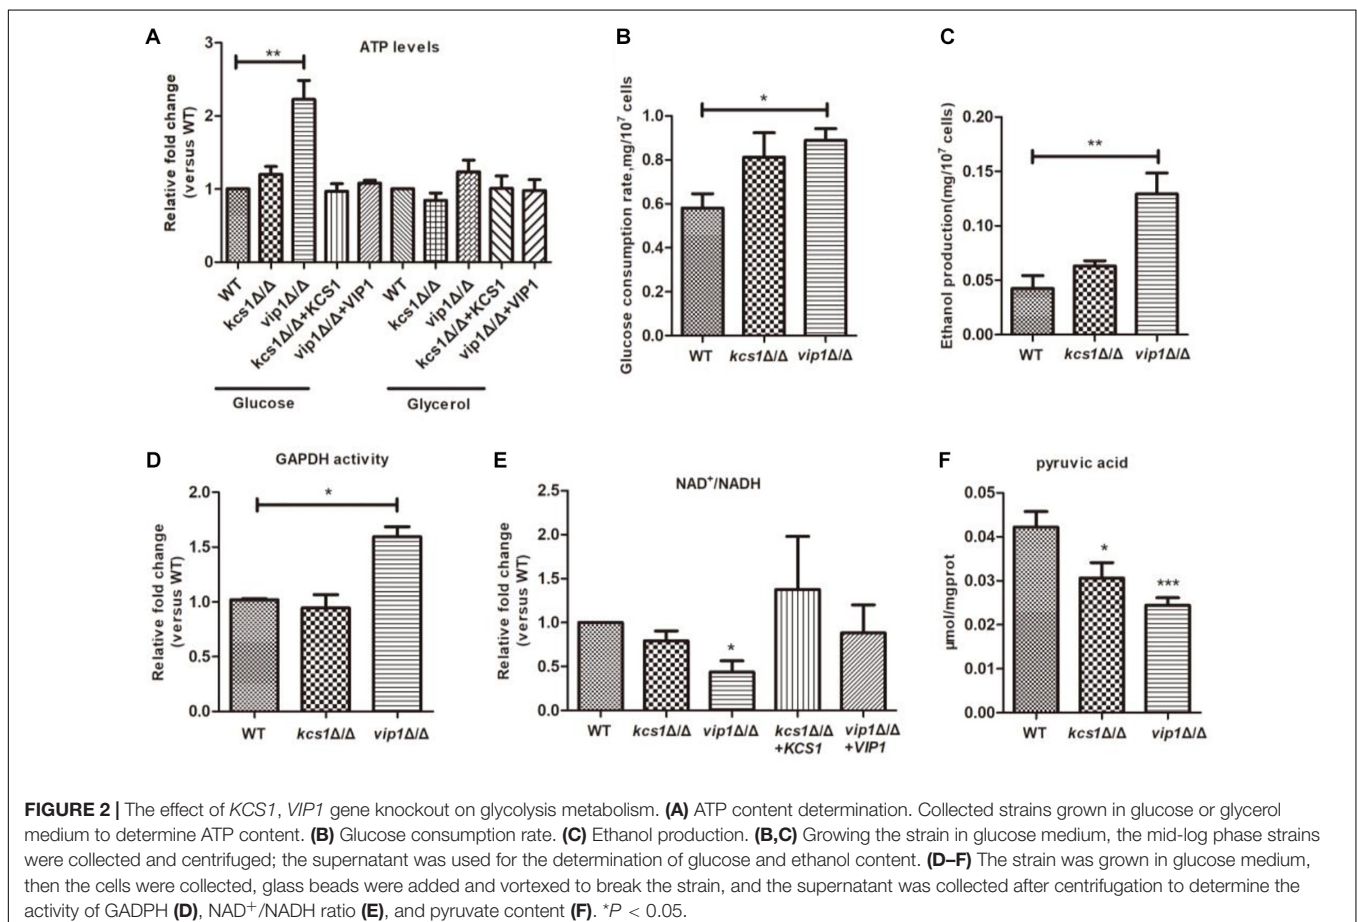 A
ATP levels
**
Relative fold change
(versus WT)
3
2
1
0
WT
kcs1Δ/Δ
vip1Δ/Δ
kcs1Δ/Δ+KCS1
vip1Δ/Δ+VIP1
WT
kcs1Δ/Δ
vip1Δ/Δ
kcs1Δ/Δ+KCS1
vip1Δ/Δ+VIP1
Glucose
Glycerol
B
*
Glucose consumption rate,mg/10⁷ cells
1.0
0.8
0.6
0.4
0.2
0.0
WT
kcs1Δ/Δ
vip1Δ/Δ
C
**
Ethanol production(mg/10⁷ cells)
0.20
0.15
0.10
0.05
0.00
WT
kcs1Δ/Δ
vip1Δ/Δ
D
GAPDH activity
*
Relative fold change
(versus WT)
2.0
1.5
1.0
0.5
0.0
WT
kcs1Δ/Δ
vip1Δ/Δ
E
NAD⁺/NADH
Relative fold change
(versus WT)
2.5
2.0
1.5
1.0
0.5
0.0
*
WT
kcs1Δ/Δ
vip1Δ/Δ
kcs1Δ/Δ
+KCS1
vip1Δ/Δ
+VIP1
F
pyruvic acid
µmol/mgprot
0.05
0.04
0.03
0.02
0.01
0.00
*
***
WT
kcs1Δ/Δ
vip1Δ/Δ
FIGURE 2 | The effect of KCS1, VIP1 gene knockout on glycolysis metabolism. (A) ATP content determination. Collected strains grown in glucose or glycerol
medium to determine ATP content. (B) Glucose consumption rate. (C) Ethanol production. (B,C) Growing the strain in glucose medium, the mid-log phase strains
were collected and centrifuged; the supernatant was used for the determination of glucose and ethanol content. (D–F) The strain was grown in glucose medium,
then the cells were collected, glass beads were added and vortexed to break the strain, and the supernatant was collected after centrifugation to determine the
activity of GADPH (D), NAD⁺/NADH ratio (E), and pyruvate content (F). *P < 0.05.